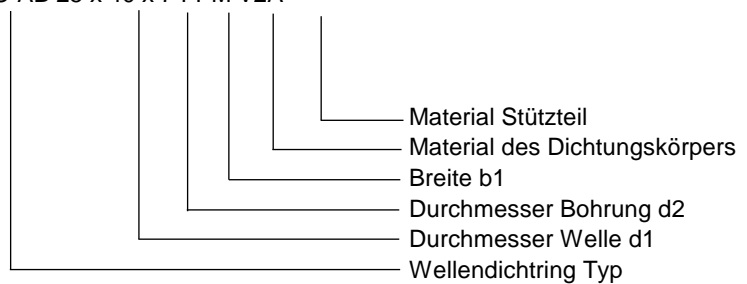 Material Stützteil
Material des Dichtungskörpers
Breite b1
Durchmesser Bohrung d2
Durchmesser Welle d1
Wellendichtring Typ